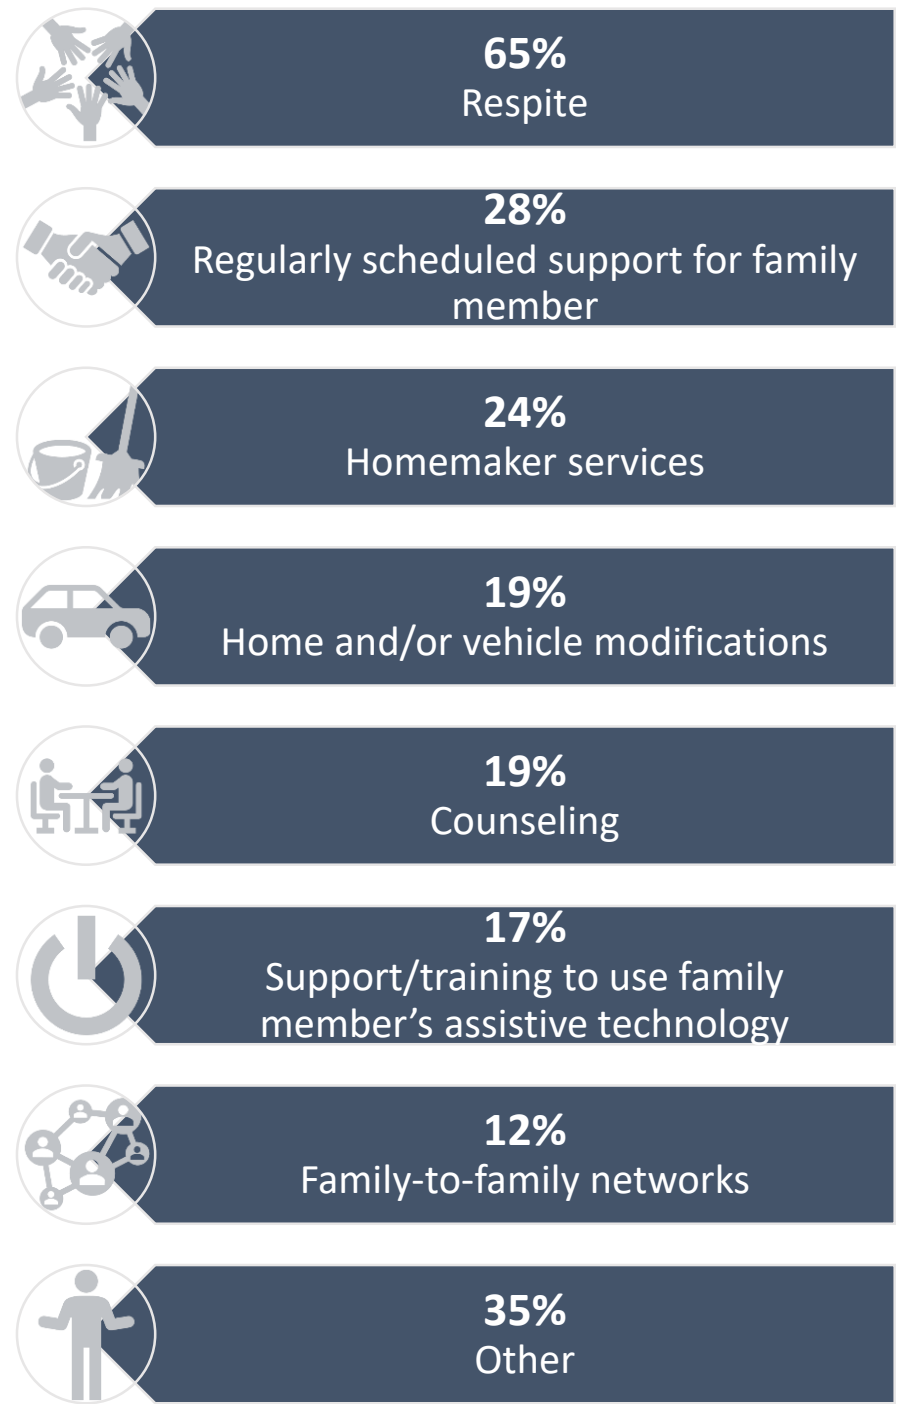 65%
Respite
28%
Regularly scheduled support for family
member
24%
Homemaker services
19%
Home and/or vehicle modifications
19%
Counseling
17%
Support/training to use family
member’s assistive technology
12%
Family-to-family networks
35%
Other